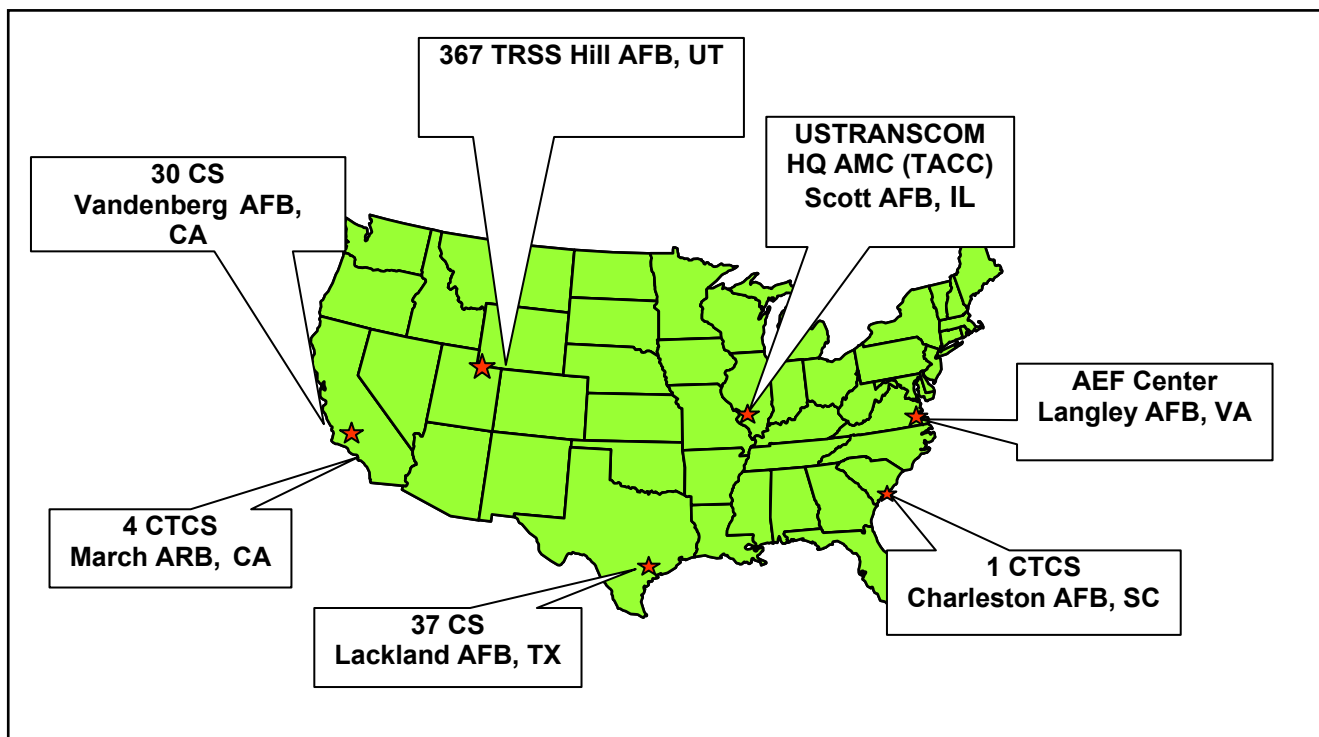 367 TRSS Hill AFB, UT
USTRANSCOM
HQ AMC (TACC)
Scott AFB, IL
30 CS
Vandenberg AFB,
CA
AEF Center
Langley AFB, VA
4 CTCS
March ARB, CA
1 CTCS
Charleston AFB, SC
37 CS
Lackland AFB, TX